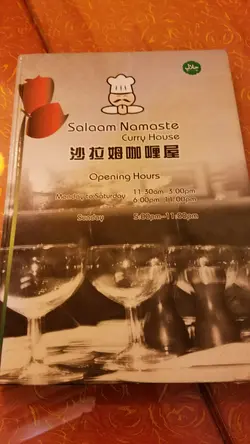 حلال
Salaam Namaste
Curry House
沙拉姆咖喱屋
Opening Hours
Monday to Saturday 11:30am-3:00pm
6:00pm-11:00pm
Sunday 5:00pm-11:00pm